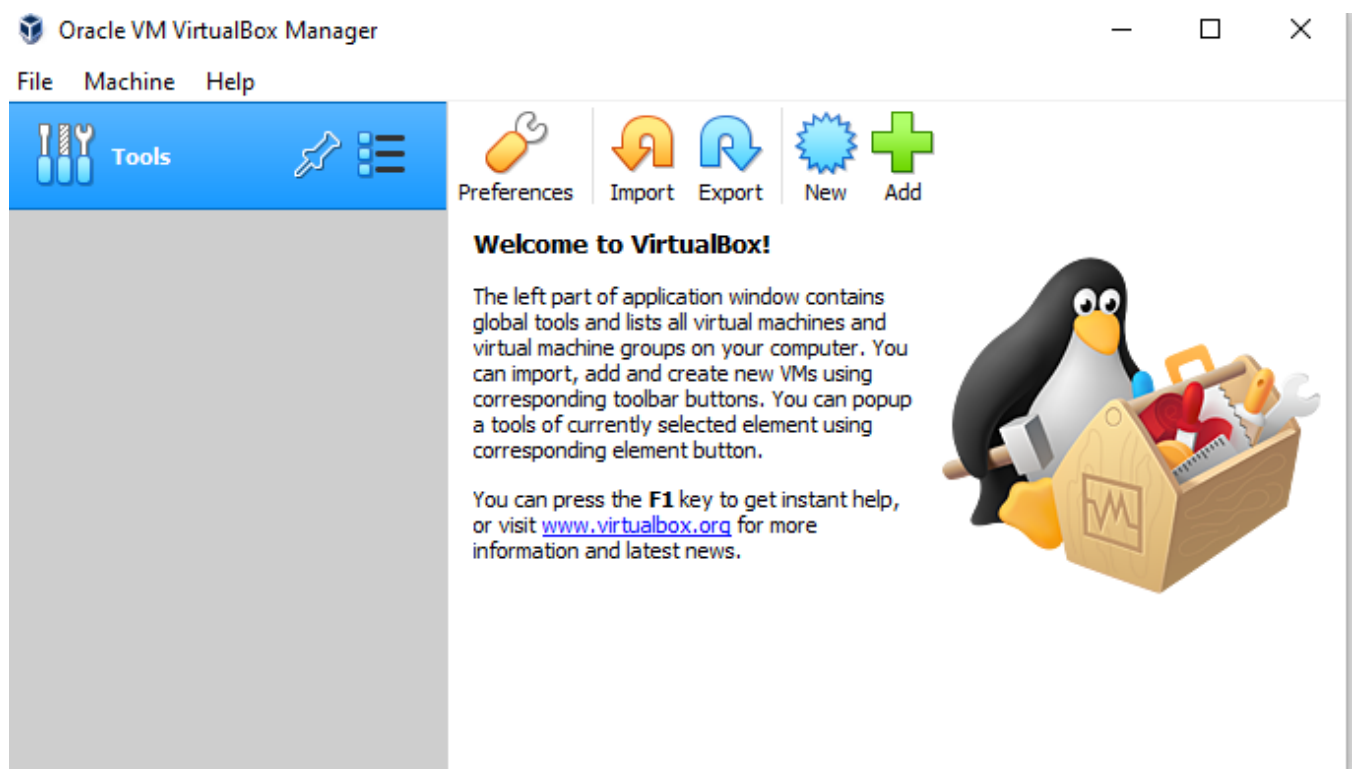 Oracle VM VirtualBox Manager
File Machine Help
Tools
Preferences Import Export New Add
Welcome to VirtualBox!
The left part of application window contains
global tools and lists all virtual machines and
virtual machine groups on your computer. You
can import, add and create new VMs using
corresponding toolbar buttons. You can popup
a tools of currently selected element using
corresponding element button.
You can press the F1 key to get instant help,
or visit www.virtualbox.org for more
information and latest news.